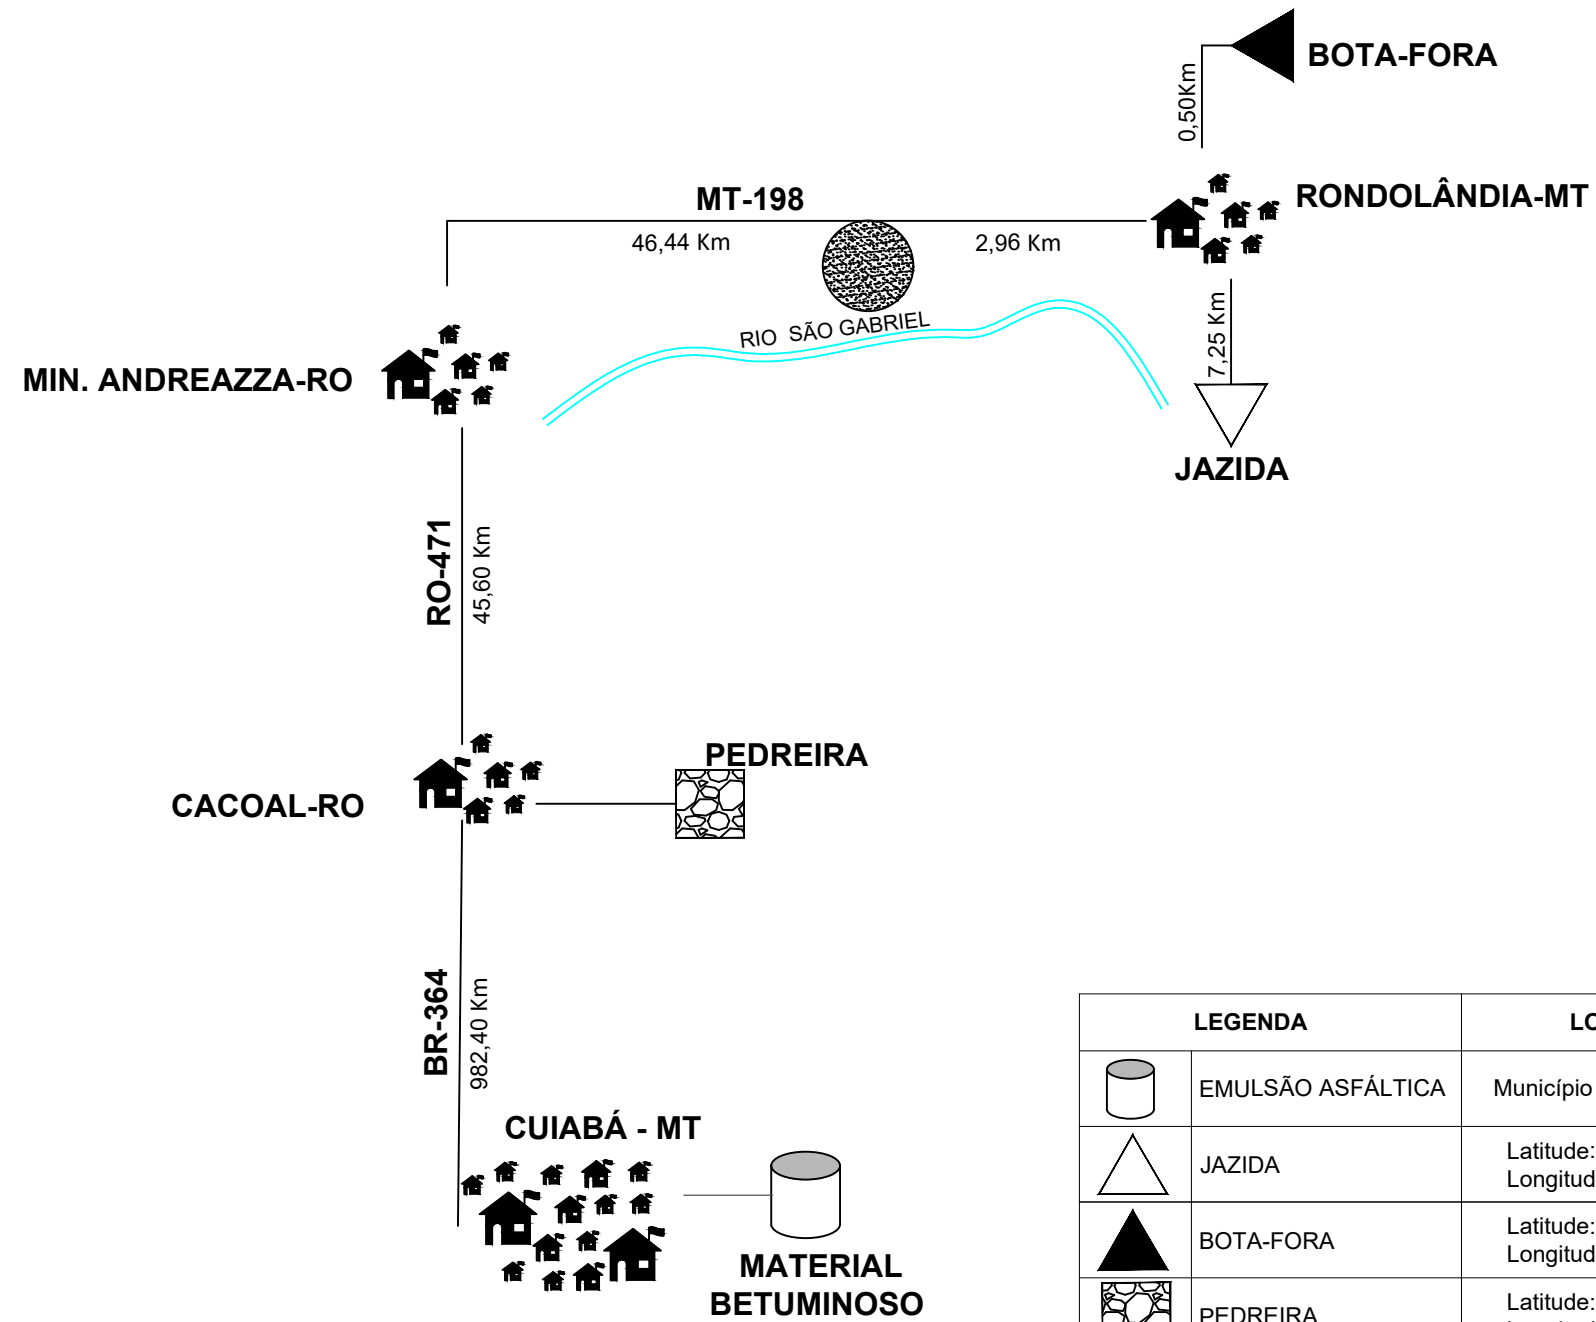 BOTA-FORA
0,50Km
RONDOLÂNDIA-MT
MT-198
46,44 Km
2,96 Km
RIO SÃO GABRIEL
7,25 Km
JAZIDA
MIN. ANDREAZZA-RO
RO-471
45,60 Km
PEDREIRA
CACOAL-RO
BR-364
982,40 Km
CUIABÁ - MT
MATERIAL
BETUMINOSO
LEGENDA
EMULSÃO ASFÁLTICA
Município
JAZIDA
Latitude:
BOTA-FORA
Latitude:
PEDREIRA
Latitude: